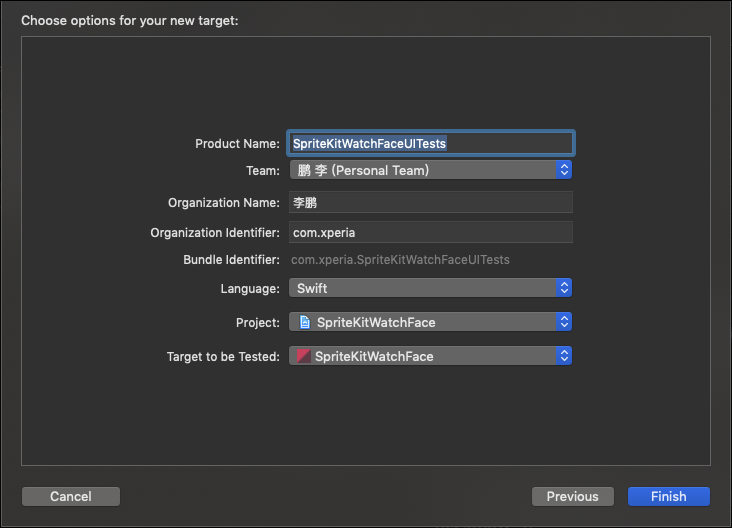 Choose options for your new target:
Product Name: SpriteKitWatchFaceUITests
Team: 鹏 李 (Personal Team)
Organization Name: 李鹏
Organization Identifier: com.xperia
Bundle Identifier: com.xperia.SpriteKitWatchFaceUITests
Language: Swift
Project: SpriteKitWatchFace
Target to be Tested: SpriteKitWatchFace
Cancel Previous Finish